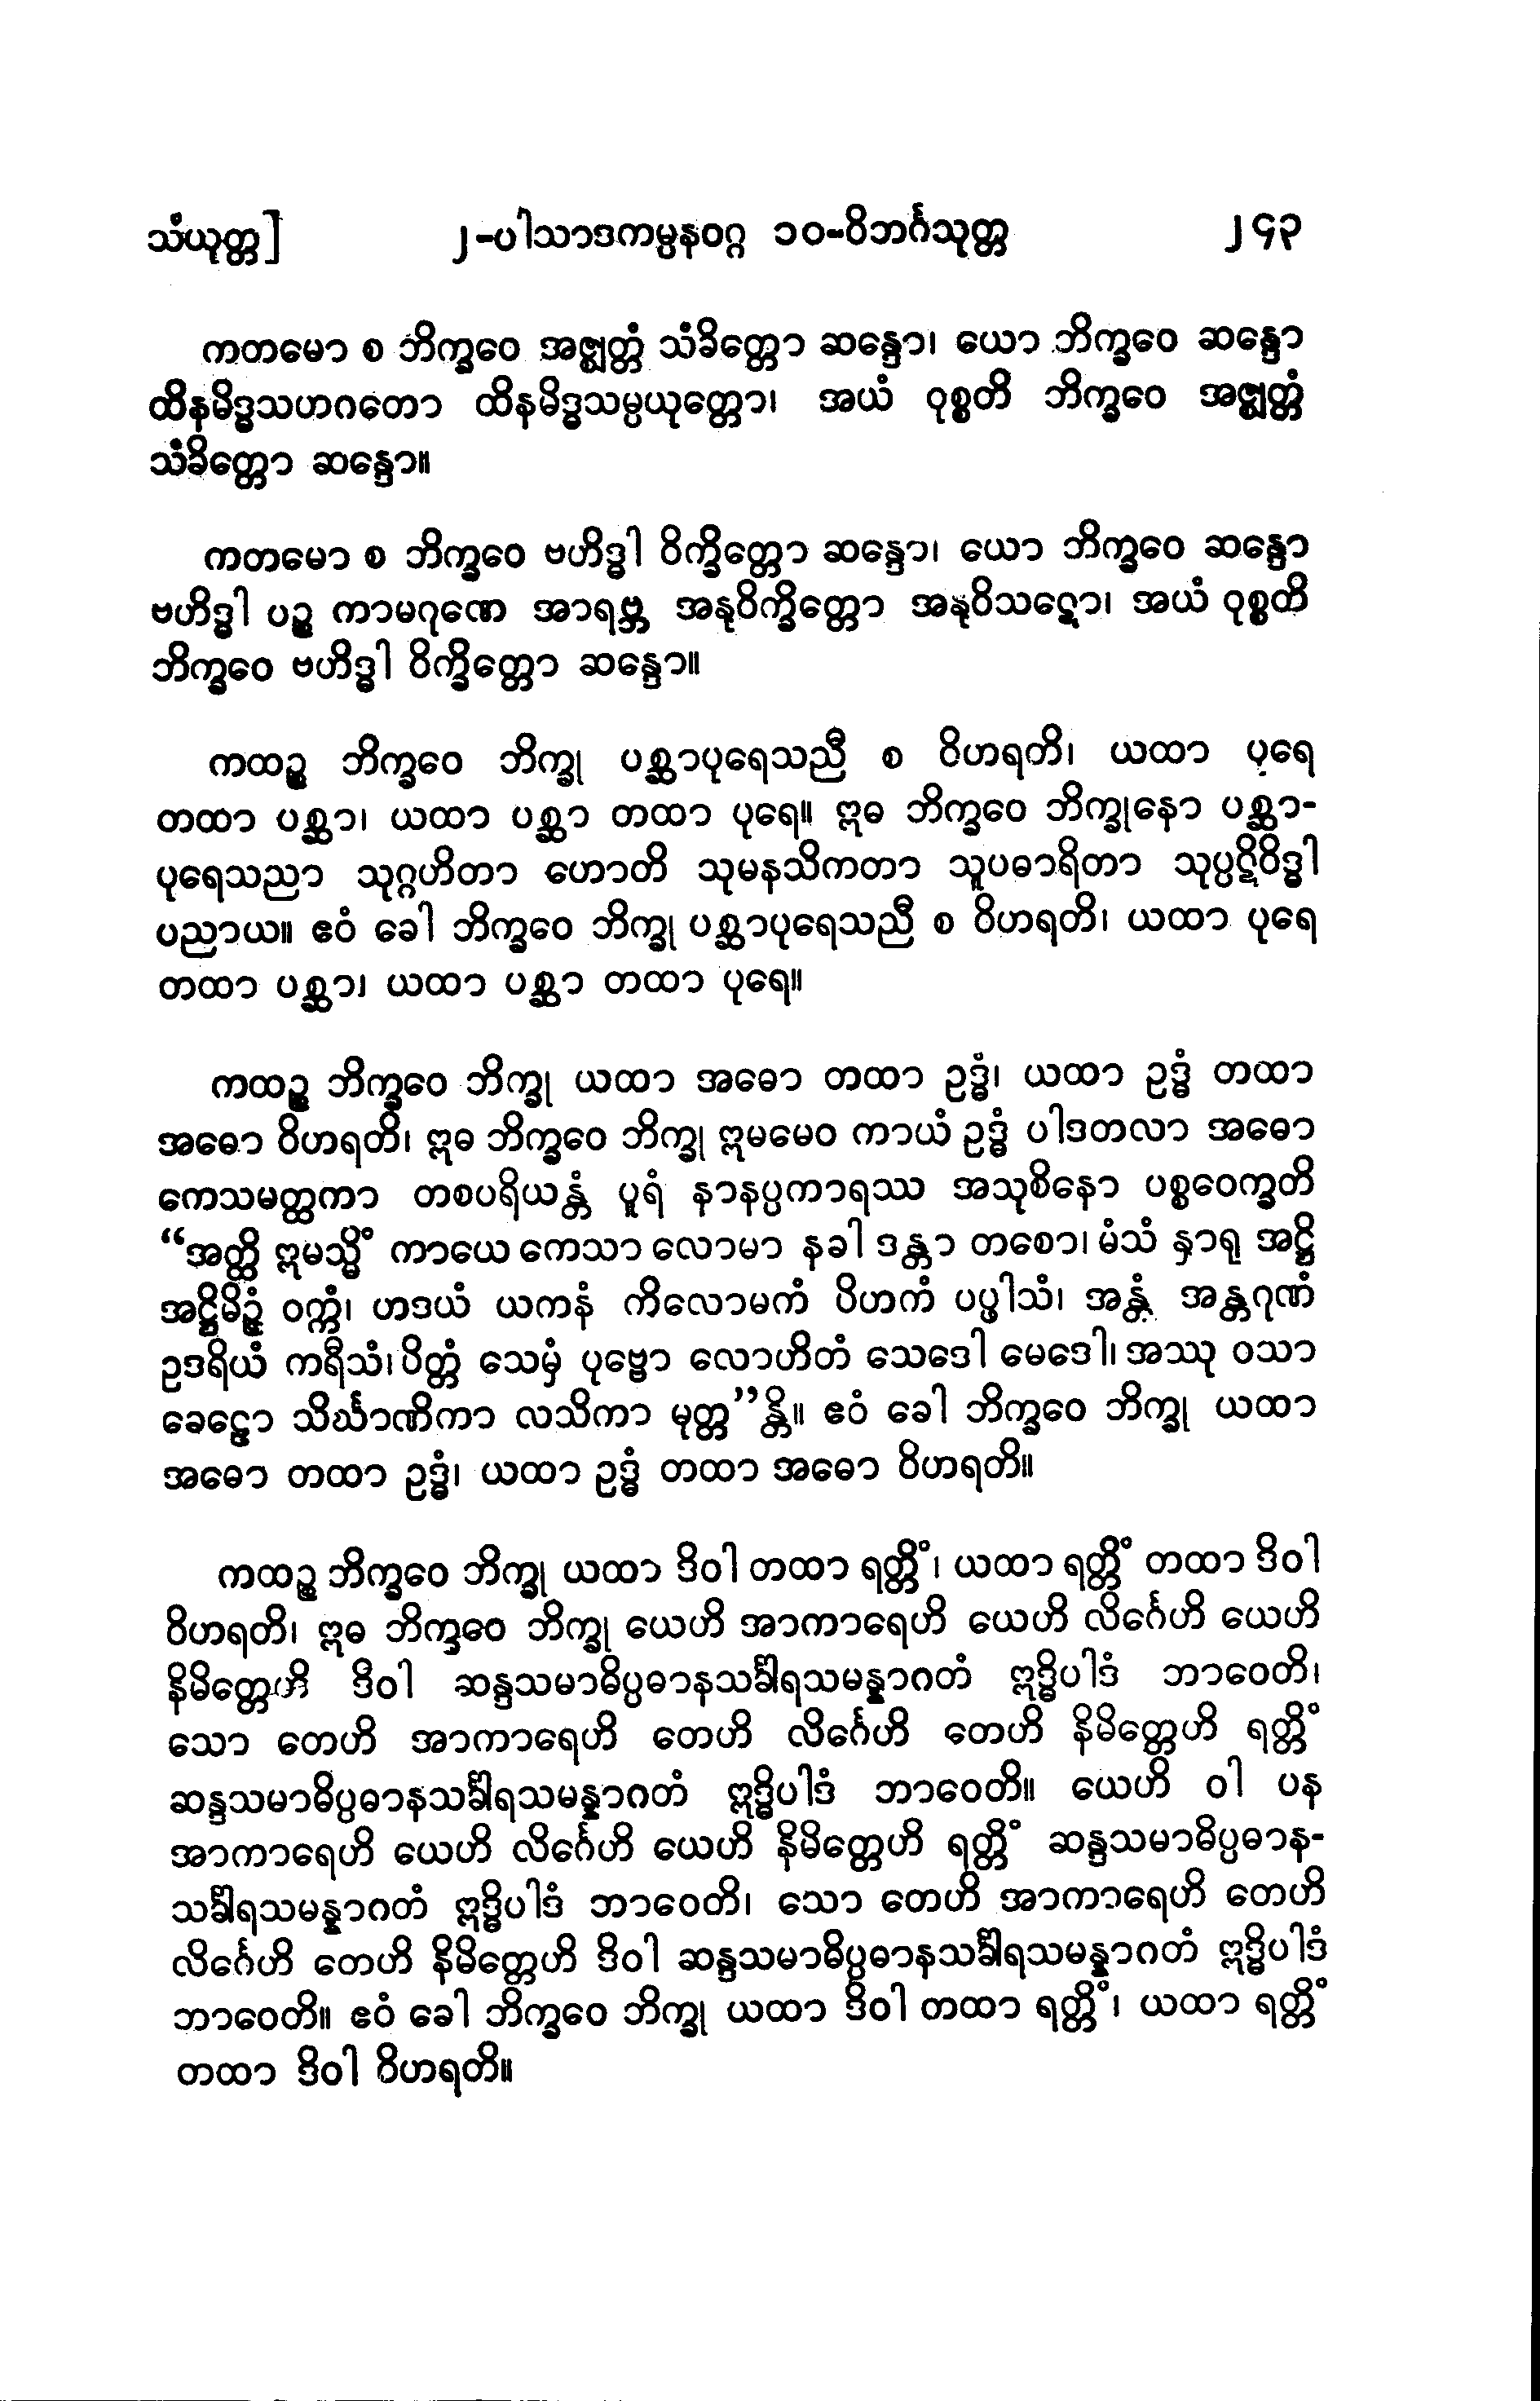 သံယုတ္တ] ၂-ပါသာဒကမ္ပနဝဂ္ဂ ၁၀-ဝိဘင်္ဂသုတ္တ ၂၄၃
ကတမော စ ဘိက္ခဝေ အဇ္ဈတ္တံ သံခိတ္တော ဆန္ဒော၊ ယော ဘိက္ခဝေ ဆန္ဒော
ထိနမိဒ္ဓသဟဂတော ထိနမိဒ္ဓသမ္ပယုတ္တော၊ အယံ ဝုစ္စတိ ဘိက္ခဝေ အဇ္ဈတ္တံ
သံခိတ္တော ဆန္ဒော။
ကတမော စ ဘိက္ခဝေ ဗဟိဒ္ဓါ ဝိက္ခိတ္တော ဆန္ဒော၊ ယော ဘိက္ခဝေ ဆန္ဒော
ဗဟိဒ္ဓါ ပဉ္စ ကာမဂုဏေ အာရဗ္ဘ အနုဝိက္ခိတ္တော အနုဝိသဋော၊ အယံ ဝုစ္စတိ
ဘိက္ခဝေ ဗဟိဒ္ဓါ ဝိက္ခိတ္တော ဆန္ဒော။
ကထဉ္စ ဘိက္ခဝေ ဘိက္ခု ပစ္ဆာပုရေသညီ စ ဝိဟရတိ၊ ယထာ ပုရေ
တထာ ပစ္ဆာ၊ ယထာ ပစ္ဆာ တထာ ပုရေ။ ဣဓ ဘိက္ခဝေ ဘိက္ခုနော ပစ္ဆာ-
ပုရေသညာ သုဂ္ဂဟိတာ ဟောတိ သုမနသိကတာ သူပဓာရိတာ သုပ္ပဋိဝိဒ္ဓါ
ပညာယ။ ဧဝံ ခေါ ဘိက္ခဝေ ဘိက္ခု ပစ္ဆာပုရေသညီ စ ဝိဟရတိ၊ ယထာ ပုရေ
တထာ ပစ္ဆာ၊ ယထာ ပစ္ဆာ တထာ ပုရေ။
ကထဉ္စ ဘိက္ခဝေ ဘိက္ခု ယထာ အဓော တထာ ဥဒ္ဓံ၊ ယထာ ဥဒ္ဓံ တထာ
အဓော ဝိဟရတိ၊ ဣဓ ဘိက္ခဝေ ဘိက္ခု ဣမမေဝ ကာယံ ဥဒ္ဓံ ပါဒတလာ အဓော
ကေသမတ္ထကာ တစပရိယန္တံ ပူရံ နာနပ္ပကာရဿ အသုစိနော ပစ္စဝေက္ခတိ
“အတ္ထိ ဣမသ္မိံ ကာယေ ကေသာ လောမာ နခါ ဒန္တာ တစော၊ မံသံ နှာရု အဋ္ဌိ
အဋ္ဌိမိဉ္ဇံ ဝက္ကံ၊ ဟဒယံ ယကနံ ကိလောမကံ ပိဟကံ ပပ္ဖါသံ၊ အန္တံ အန္တဂုဏံ
ဥဒရိယံ ကရီသံ၊ ပိတ္တံ သေမှံ ပုဗ္ဗော လောဟိတံ သေဒေါ မေဒေါ၊ အဿု ဝသာ
ခေဠော သိင်္ဃာဏိကာ လသိကာ မုတ္တ”န္တိ။ ဧဝံ ခေါ ဘိက္ခဝေ ဘိက္ခု ယထာ
အဓော တထာ ဥဒ္ဓံ၊ ယထာ ဥဒ္ဓံ တထာ အဓော ဝိဟရတိ။
ကထဉ္စ ဘိက္ခဝေ ဘိက္ခု ယထာ ဒိဝါ တထာ ရတ္တိံ၊ ယထာ ရတ္တိံ တထာ ဒိဝါ
ဝိဟရတိ၊ ဣဓ ဘိက္ခဝေ ဘိက္ခု ယေဟိ အာကာရေဟိ ယေဟိ လိင်္ဂေဟိ ယေဟိ
နိမိတ္တေဟိ ဒိဝါ ဆန္ဒသမာဓိပ္ပဓာနသင်္ခါရသမန္နာဂတံ ဣဒ္ဓိပါဒံ ဘာဝေတိ၊
သော တေဟိ အာကာရေဟိ တေဟိ လိင်္ဂေဟိ တေဟိ နိမိတ္တေဟိ ရတ္တိံ
ဆန္ဒသမာဓိပ္ပဓာနသင်္ခါရသမန္နာဂတံ ဣဒ္ဓိပါဒံ ဘာဝေတိ။ ယေဟိ ဝါ ပန
အာကာရေဟိ ယေဟိ လိင်္ဂေဟိ ယေဟိ နိမိတ္တေဟိ ရတ္တိံ ဆန္ဒသမာဓိပ္ပဓာန-
သင်္ခါရသမန္နာဂတံ ဣဒ္ဓိပါဒံ ဘာဝေတိ၊ သော တေဟိ အာကာရေဟိ တေဟိ
လိင်္ဂေဟိ တေဟိ နိမိတ္တေဟိ ဒိဝါ ဆန္ဒသမာဓိပ္ပဓာနသင်္ခါရသမန္နာဂတံ ဣဒ္ဓိပါဒံ
ဘာဝေတိ။ ဧဝံ ခေါ ဘိက္ခဝေ ဘိက္ခု ယထာ ဒိဝါ တထာ ရတ္တိံ၊ ယထာ ရတ္တိံ
တထာ ဒိဝါ ဝိဟရတိ။